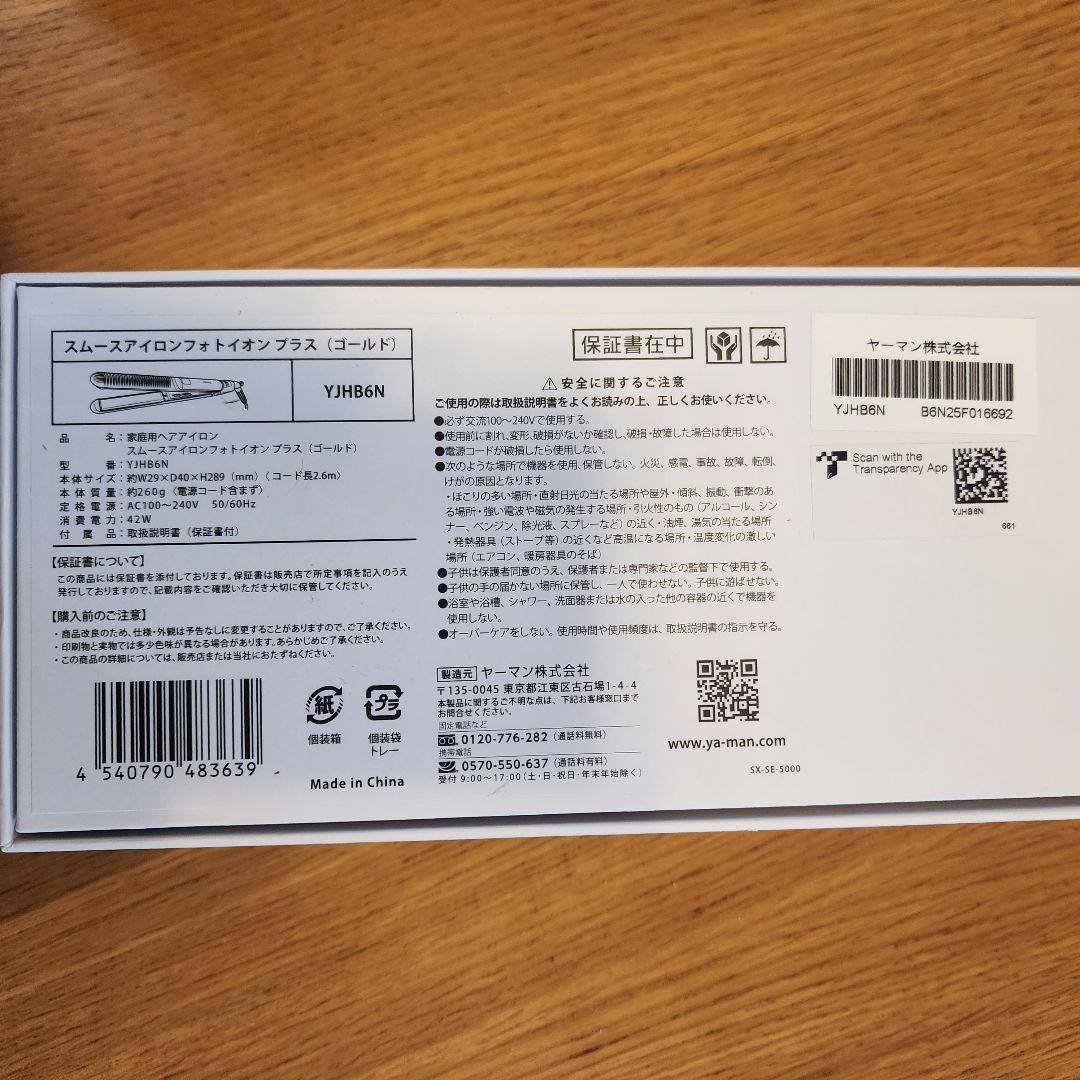 スムースアイロンフォトイオン プラス（ゴールド）
YJHB6N
品　　名：家庭用ヘアアイロン
スムースアイロンフォトイオン プラス（ゴールド）
型　　番：YJHB6N
本体サイズ：約W29×D40×H289（mm）〈コード長2.6m〉
本体質量：約260g〈電源コード含まず〉
定格電源：AC100～240V　50/60Hz
消費電力：42W
付 属 品：取扱説明書（保証書付）
【保証書について】
この商品には保証書を添付しております。保証書は販売店で所定事項を記入のうえ
発行しておりますので、記載内容をご確認いただき大切に保管してください。
【購入前のご注意】
・商品改良のため、仕様・外観は予告なしに変更することがありますので、ご了承ください。
・印刷物と実物では多少色味が異なる場合があります。あらかじめご了承ください。
・この商品の詳細については、販売店または当社におたずねください。
4 540790 483639
紙
個装箱
プラ
個装袋
トレー
Made in China
保証書在中
⚠安全に関するご注意
ご使用の際は取扱説明書をよくお読みの上、正しくお使いください。
●必ず交流100～240Vで使用する。
●使用前に割れ、変形、破損がないか確認し、破損・故障した場合は使用しない。
●電源コードが破損したら使用しない。
●次のような場所で機器を使用、保管しない。火災、感電、事故、故障、転倒、
けがの原因となります。
・ほこりの多い場所・直射日光の当たる場所や屋外・傾斜、振動、衝撃のあ
る場所・強い電波や磁気の発生する場所・引火性のもの（アルコール、シン
ナー、ベンジン、除光液、スプレーなど）の近く・油煙、湯気の当たる場所
・発熱器具（ストーブ等）の近くなど高温になる場所・温度変化の激しい
場所（エアコン、暖房器具のそば）
●子供は保護者同意のうえ、保護者または専門家などの監督下で使用する。
●子供の手の届かない場所に保管し、一人で使わせない。子供に遊ばせない。
●浴室や浴槽、シャワー、洗面器または水の入った他の容器の近くで機器を
使用しない。
●オーバーケアをしない。使用時間や使用頻度は、取扱説明書の指示を守る。
製造元 ヤーマン株式会社
〒135-0045 東京都江東区古石場1-4-4
本製品に関するご不明な点は、下記お客様窓口まで
お問合せください。
固定電話など
0120-776-282（通話料無料）
携帯電話
0570-550-637（通話料有料）
受付 9:00～17:00（土・日・祝日・年末年始除く）
www.ya-man.com
SX-SE-5000
ヤーマン株式会社
YJHB6N　B6N25F016692
Scan with the
Transparency App
YJHB6N
661